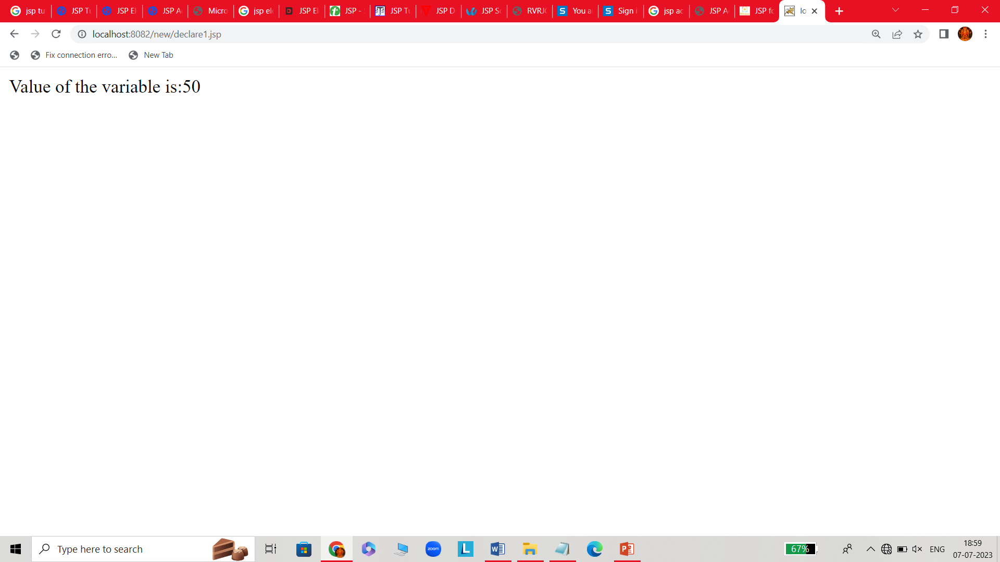 jsp tu JSP Tu JSP El JSP A Micro jsp el JSP El JSP - JSP Tu JSP D JSP Sc RVRJ You a Sign i jsp ac JSP A JSP fo lo
localhost:8082/new/declare1.jsp
Fix connection erro... New Tab
Value of the variable is:50
Type here to search
zoom
L
67%
ENG
18:59
07-07-2023